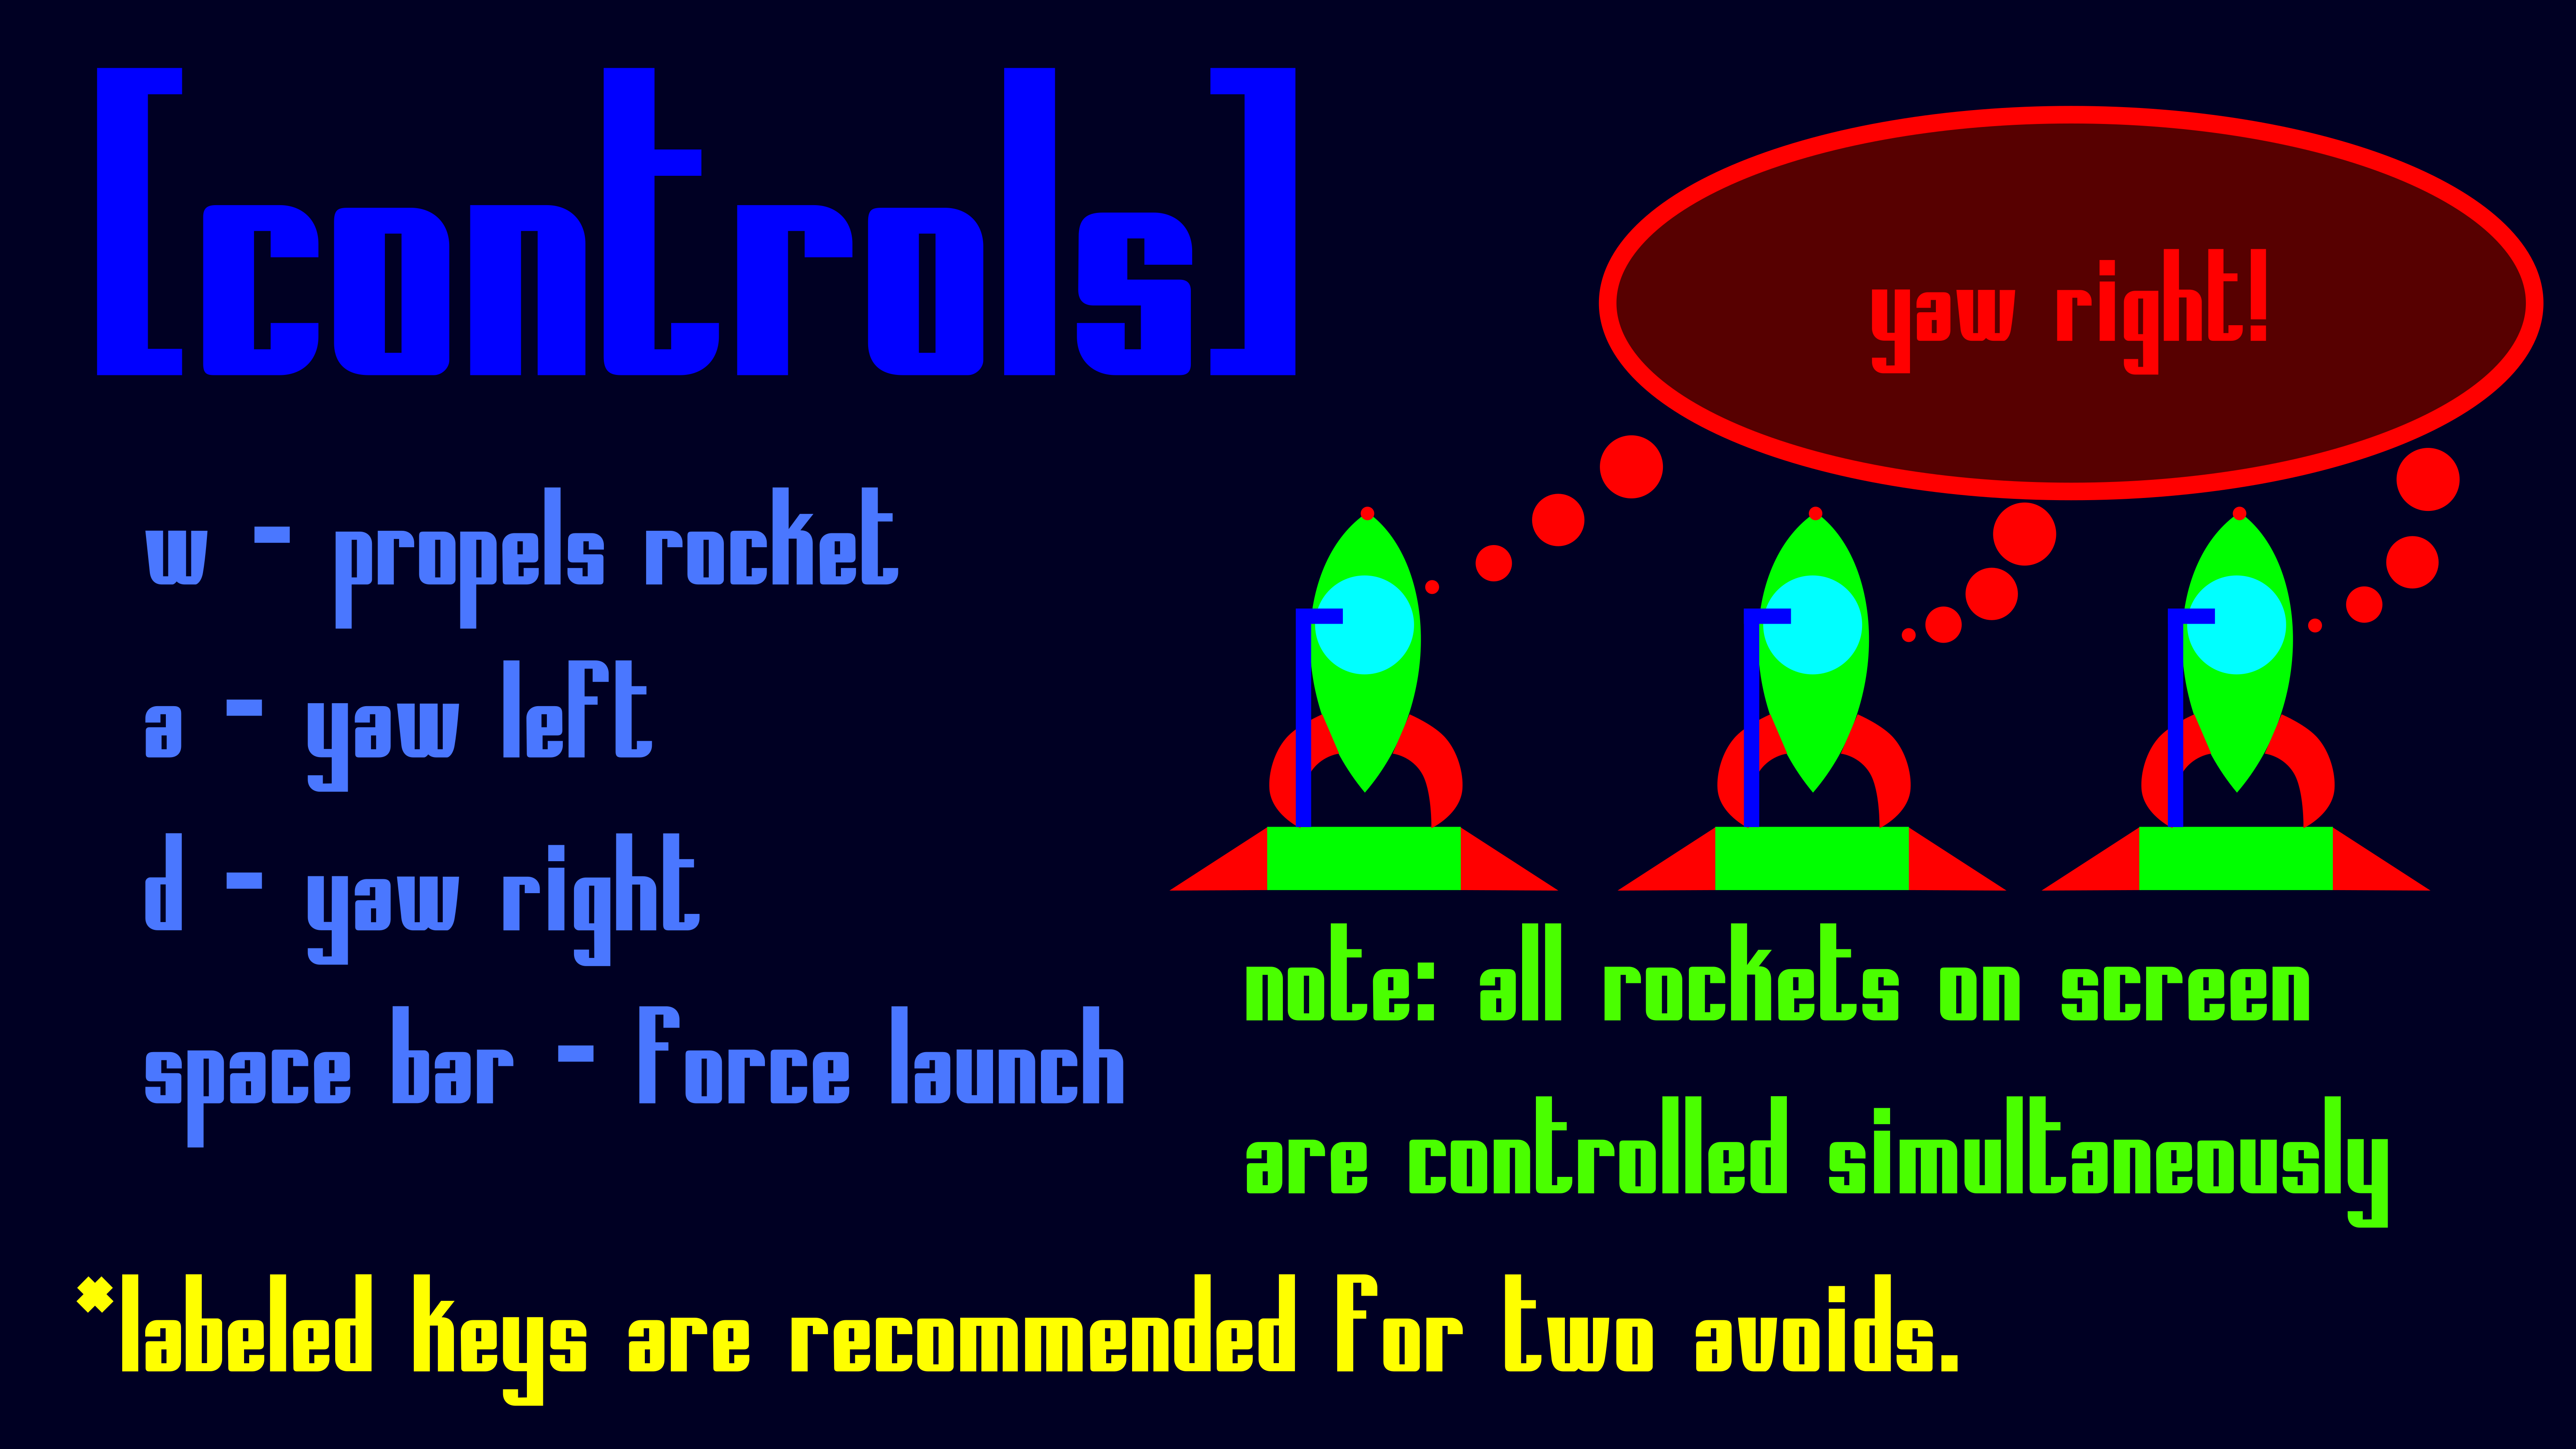 [controls]
yaw right!
w - propels rocket
a - yaw left
d - yaw right
space bar - force launch
note: all rockets on screen
are controlled simultaneously
*labeled keys are recommended for two avoids.